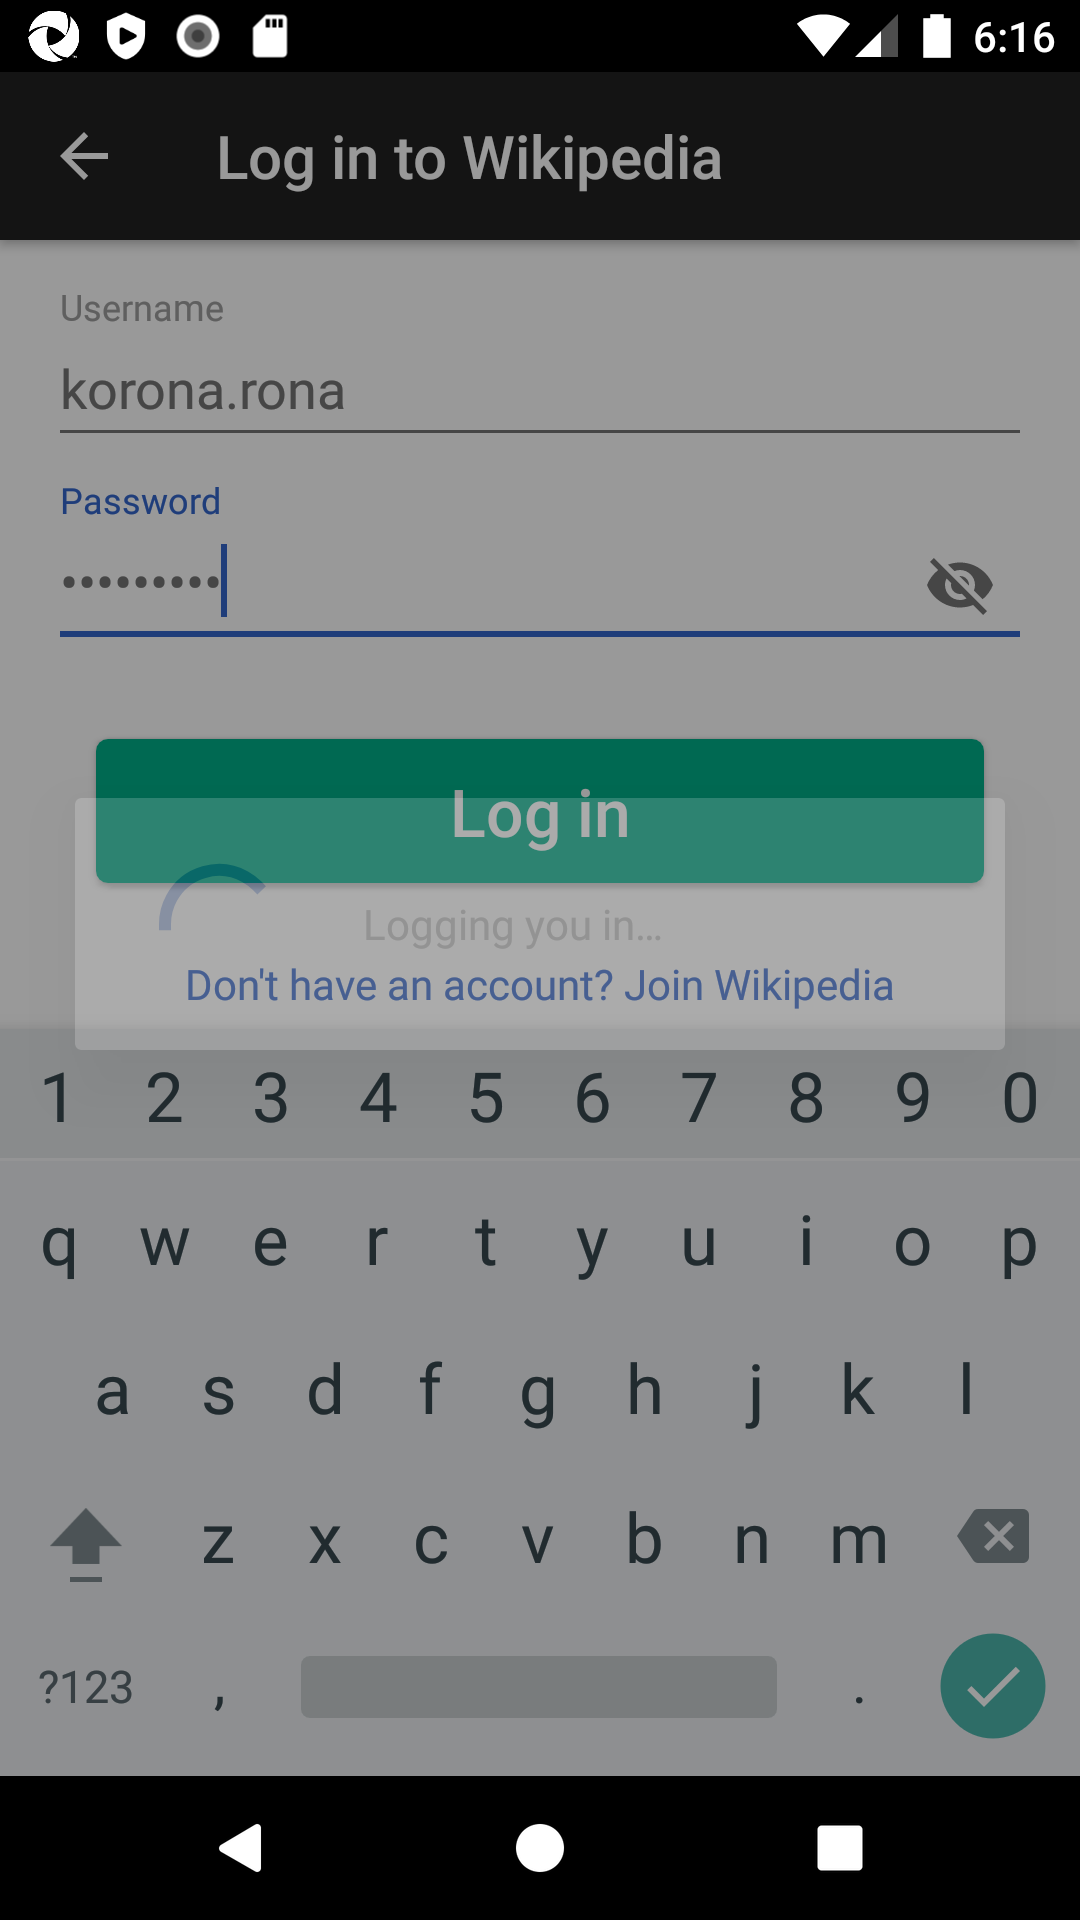 6:16
Log in to Wikipedia
Username
korona.rona
Password
•••••••••
Log in
Logging you in…
Don't have an account? Join Wikipedia
1 2 3 4 5 6 7 8 9 0
q w e r t y u i o p
a s d f g h j k l
z x c v b n m
?123 , .